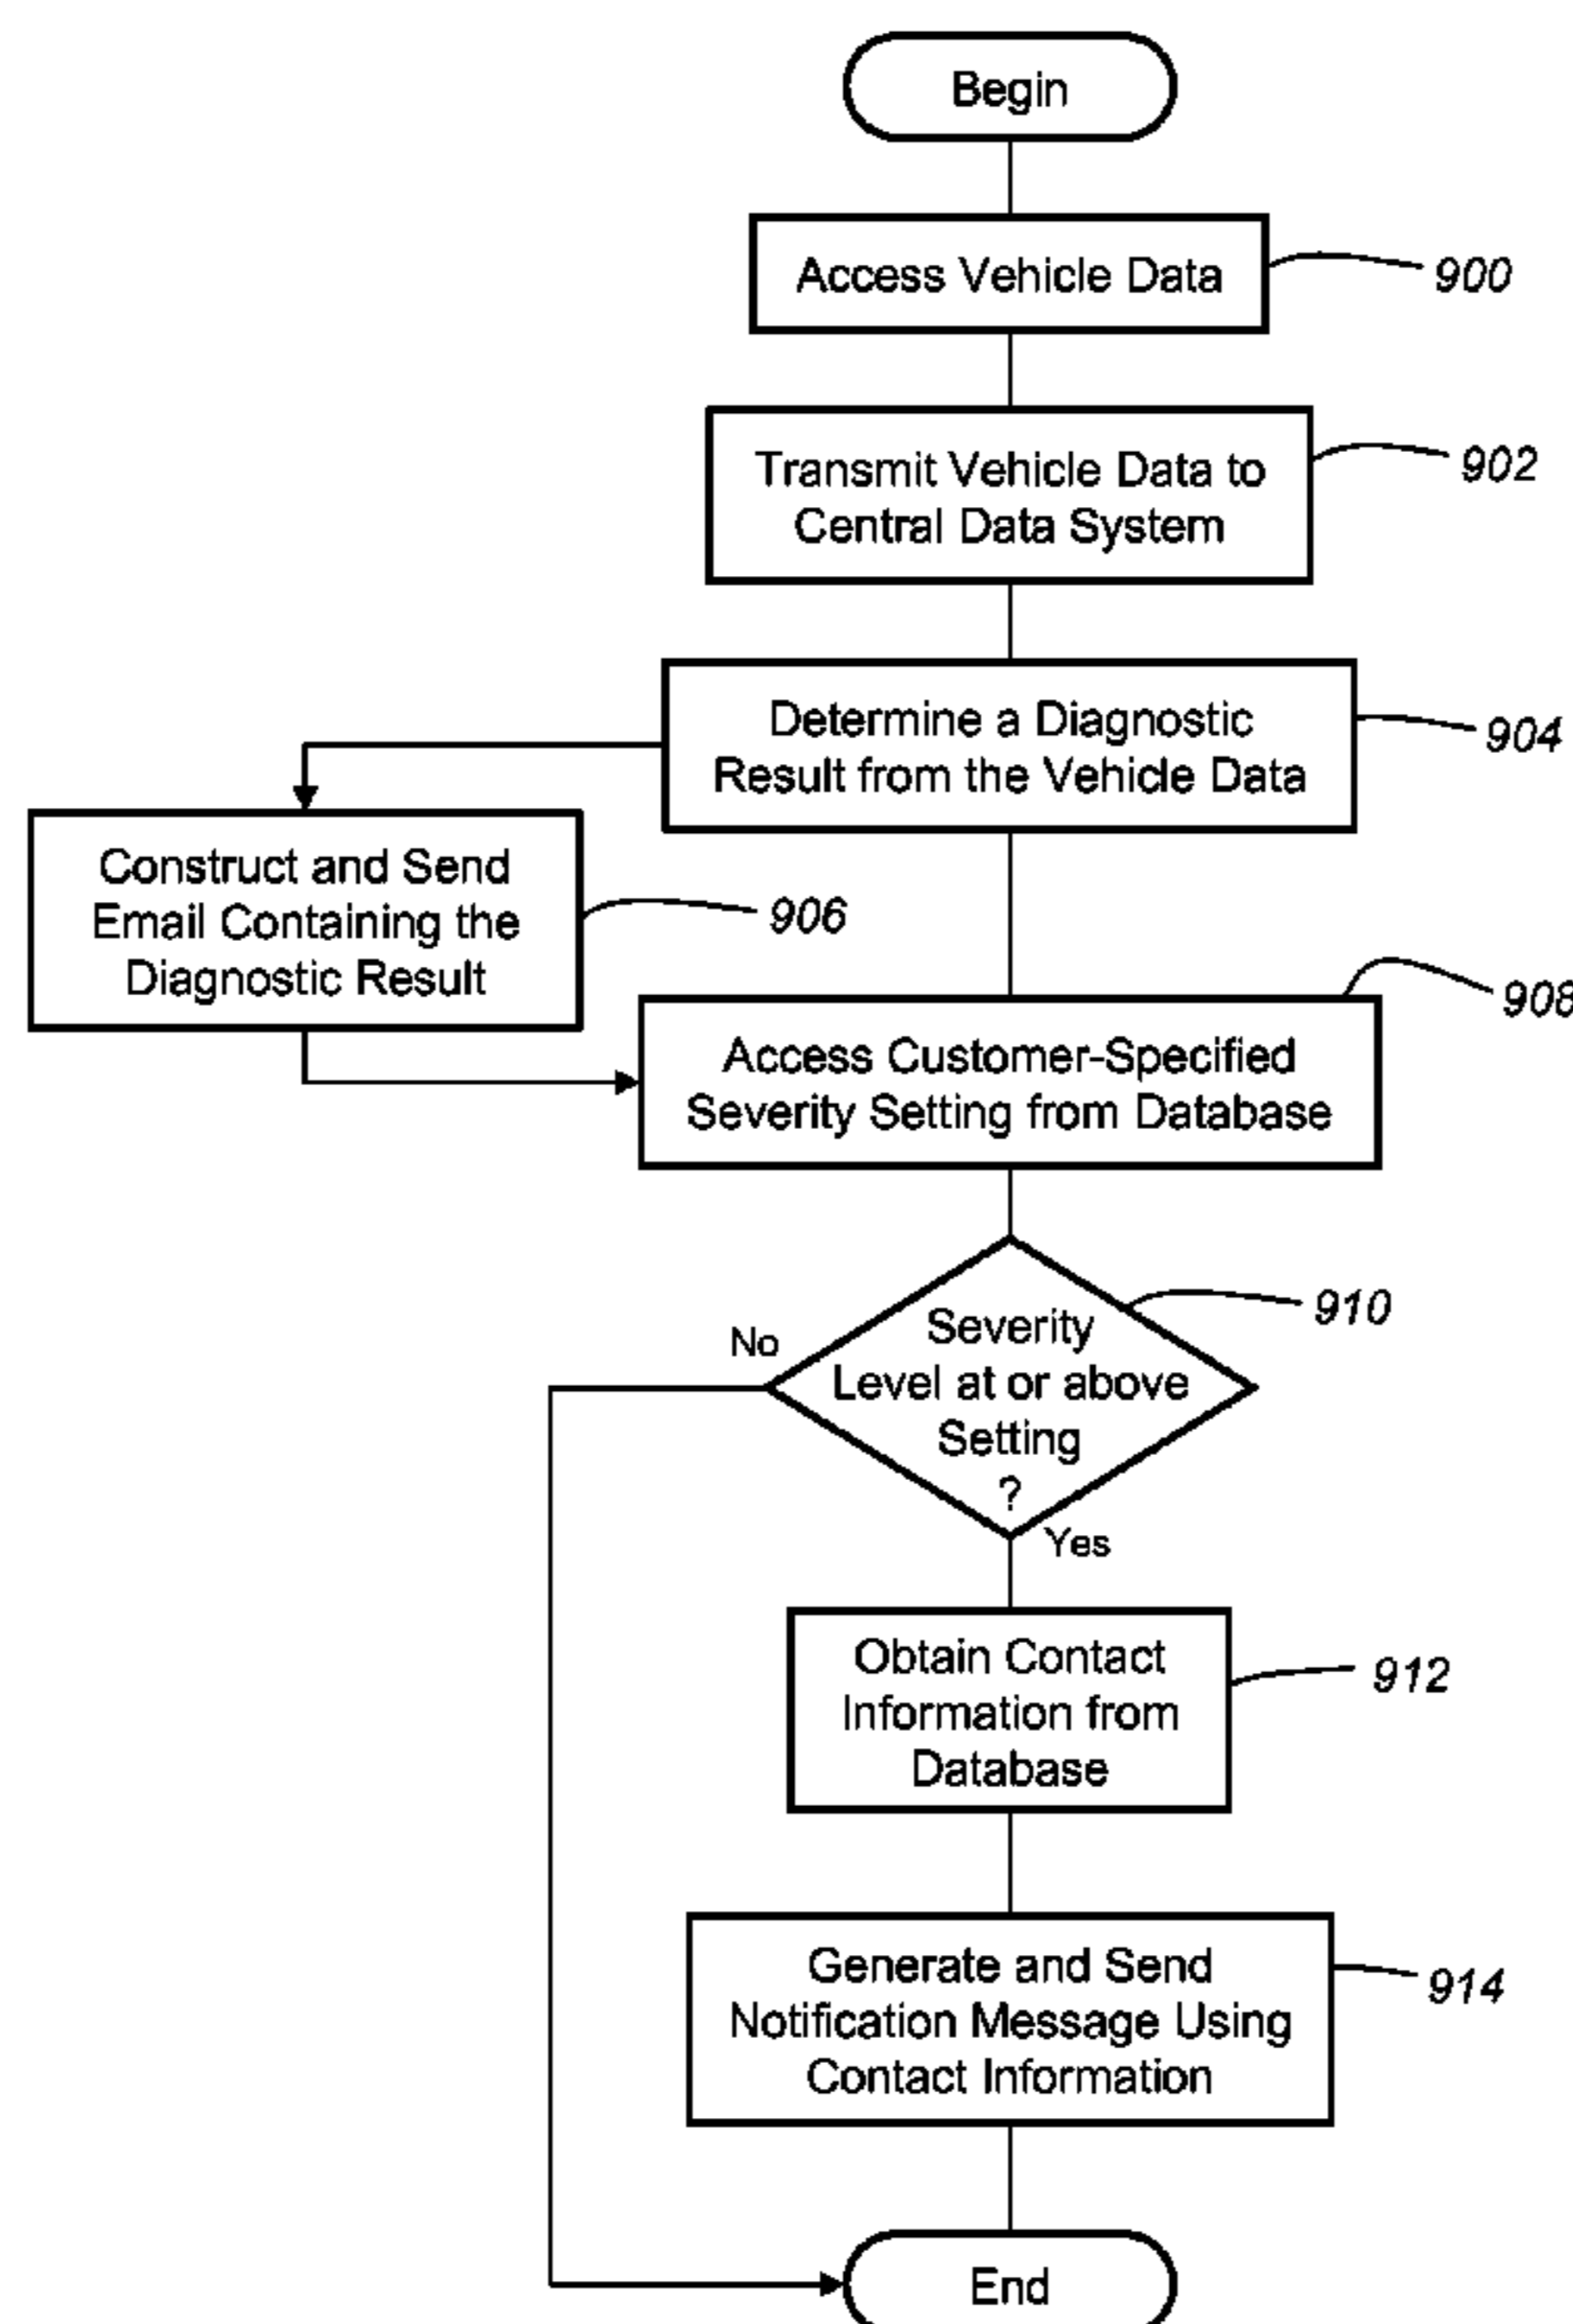 Begin
Access Vehicle Data
900
Transmit Vehicle Data to
Central Data System
902
Determine a Diagnostic
Result from the Vehicle Data
904
Construct and Send
Email Containing the
Diagnostic Result
906
Access Customer-Specified
Severity Setting from Database
908
Severity
Level at or above
Setting
?
910
No
Yes
Obtain Contact
Information from
Database
912
Generate and Send
Notification Message Using
Contact Information
914
End